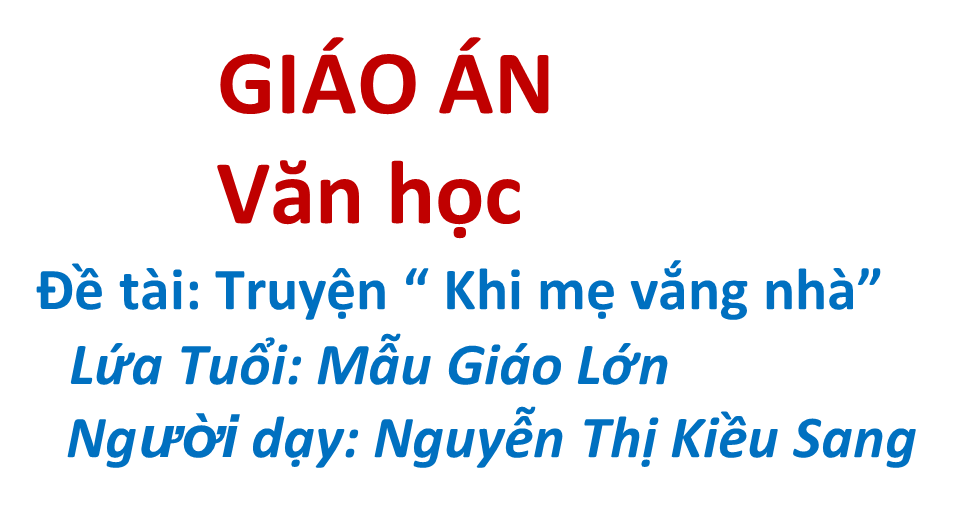 GIÁO ÁN
Văn học
Đề tài: Truyện “ Khi mẹ vắng nhà”
Lứa Tuổi: Mẫu Giáo Lớn
Người dạy: Nguyễn Thị Kiều Sang